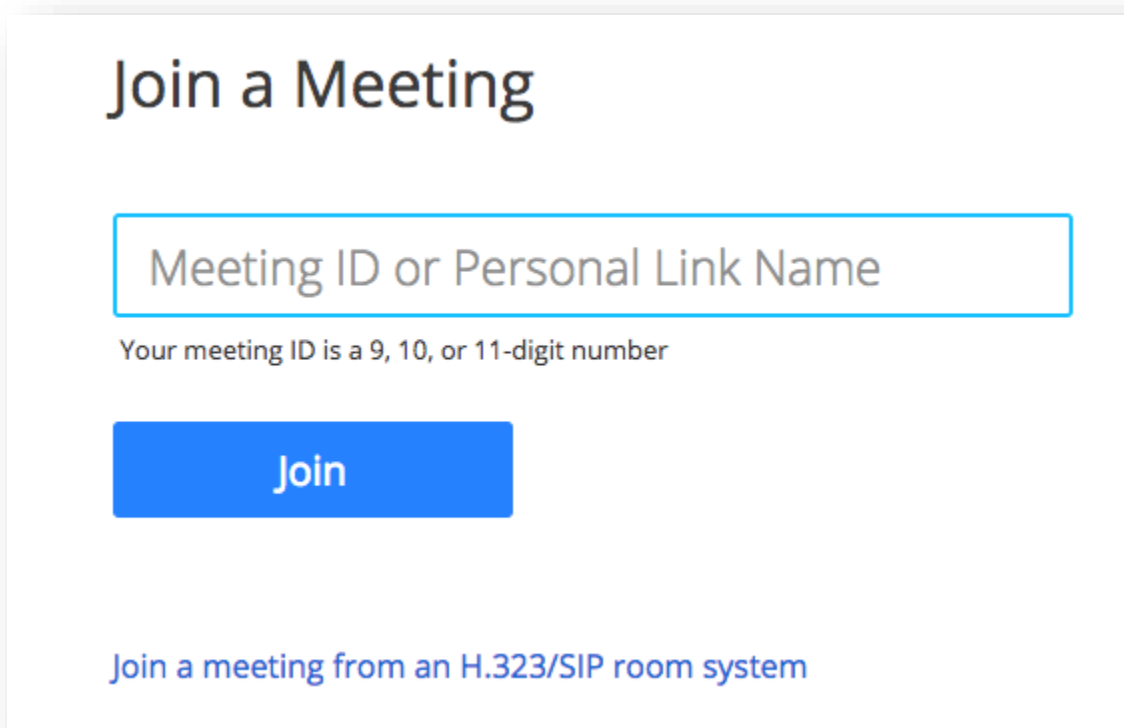 Join a Meeting
Meeting ID or Personal Link Name
Your meeting ID is a 9, 10, or 11-digit number
Join
Join a meeting from an H.323/SIP room system